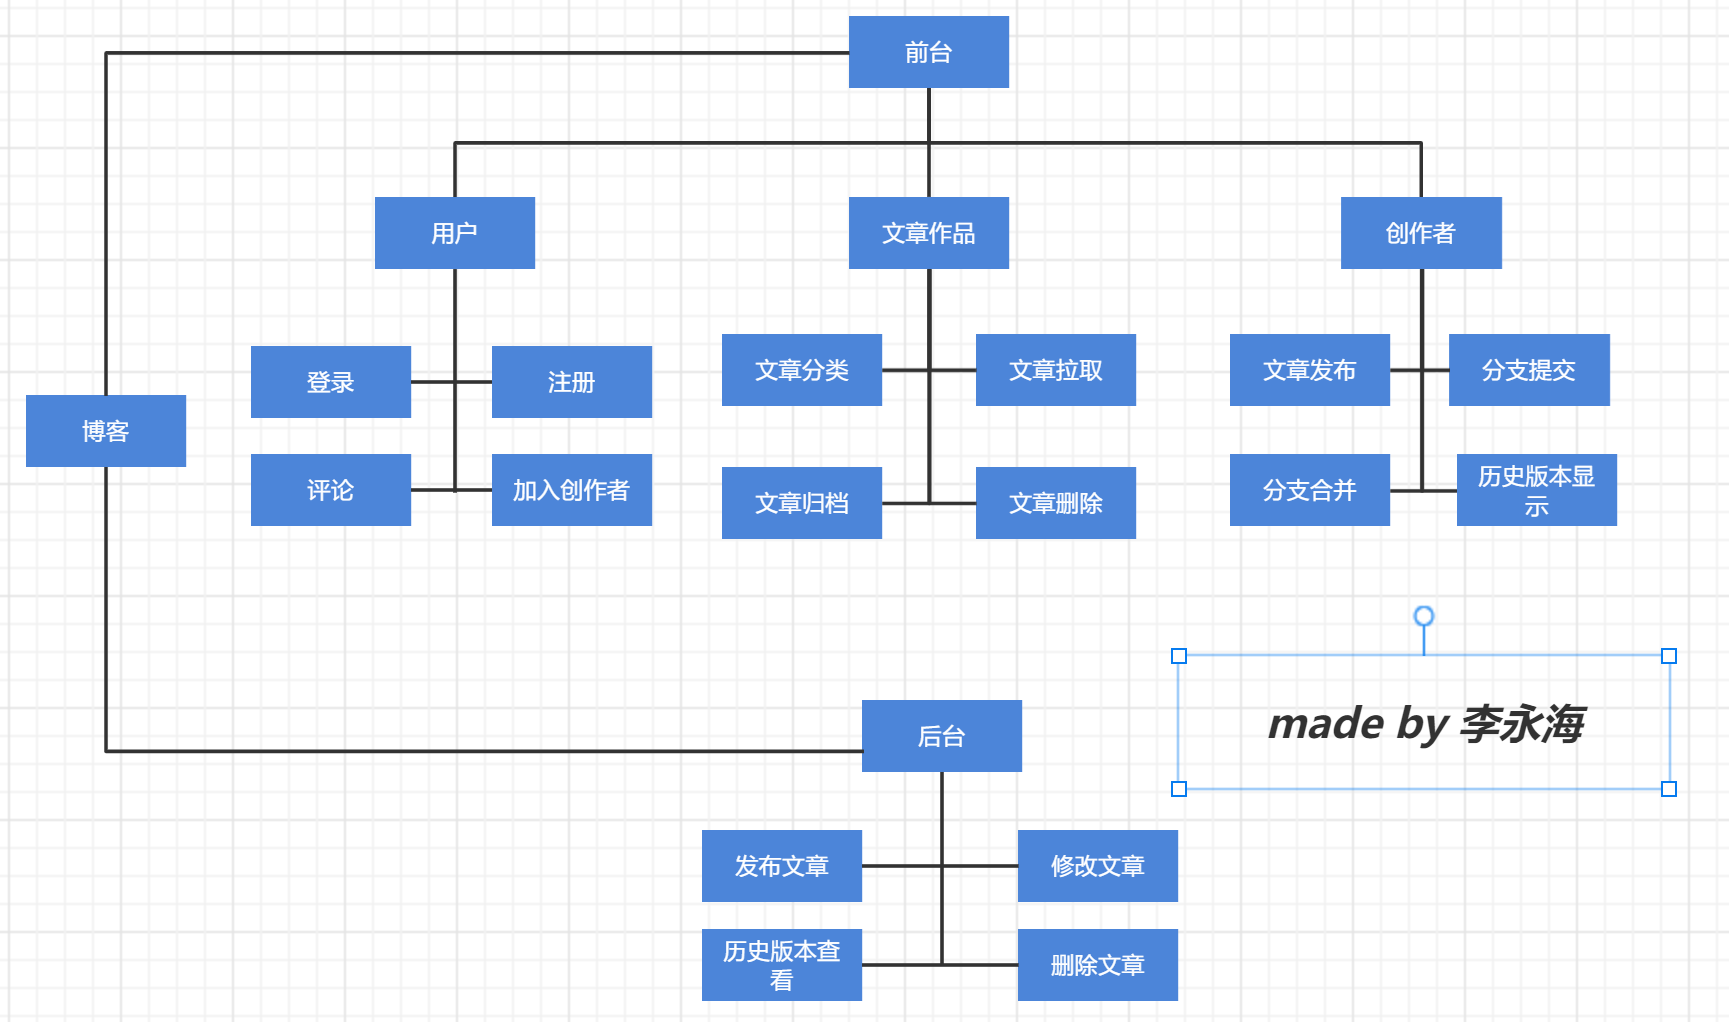 前台
用户
文章作品
创作者
登录
注册
文章分类
文章拉取
文章发布
分支提交
博客
评论
加入创作者
文章归档
文章删除
分支合并
历史版本显
示
后台
made by 李永海
发布文章
修改文章
历史版本查
看
删除文章